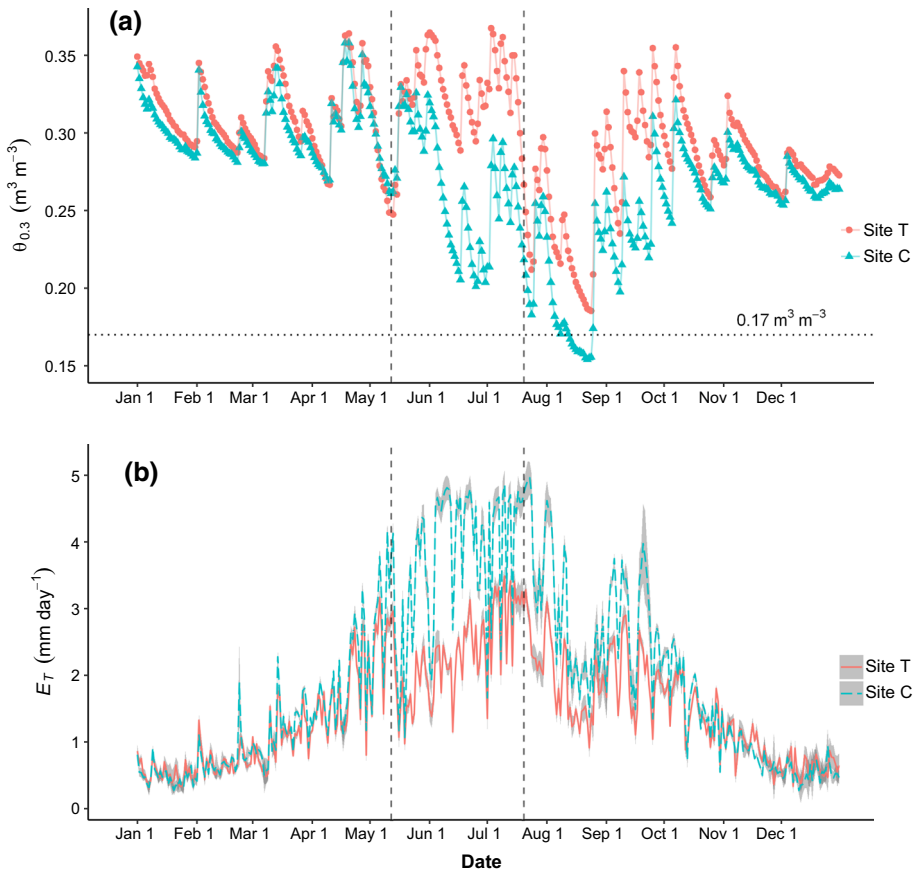 (a)
0.35
0.30
0.25
0.20
0.15
θ0.3 (m³ m⁻³)
0.17 m³ m⁻³
Site T
Site C
Jan 1 Feb 1 Mar 1 Apr 1 May 1 Jun 1 Jul 1 Aug 1 Sep 1 Oct 1 Nov 1 Dec 1
(b)
5
4
3
2
1
0
E_T (mm day⁻¹)
Site T
Site C
Jan 1 Feb 1 Mar 1 Apr 1 May 1 Jun 1 Jul 1 Aug 1 Sep 1 Oct 1 Nov 1 Dec 1
Date